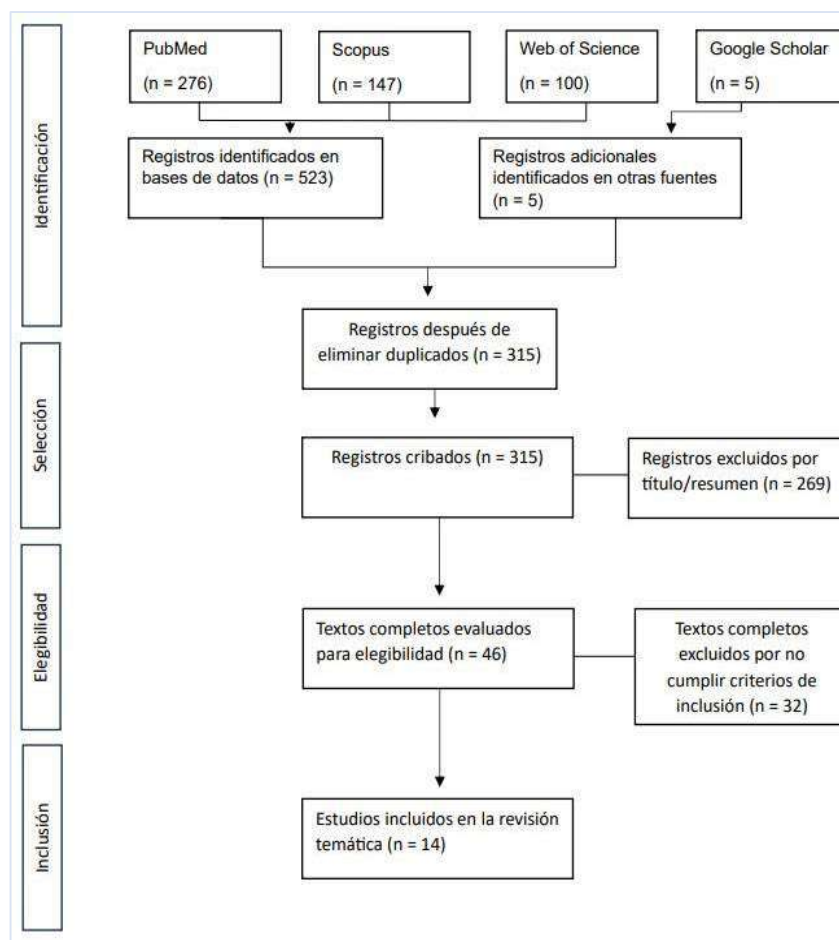 PubMed
(n = 276)
Scopus
(n = 147)
Web of Science
(n = 100)
Google Scholar
(n = 5)
Identificación
Registros identificados en
bases de datos (n = 523)
Registros adicionales
identificados en otras fuentes
(n = 5)
Registros después de
eliminar duplicados (n = 315)
Selección
Registros cribados (n = 315)
Registros excluidos por
título/resumen (n = 269)
Elegibilidad
Textos completos evaluados
para elegibilidad (n = 46)
Textos completos
excluidos por no
cumplir criterios de
inclusión (n = 32)
Inclusión
Estudios incluidos en la revisión
temática (n = 14)